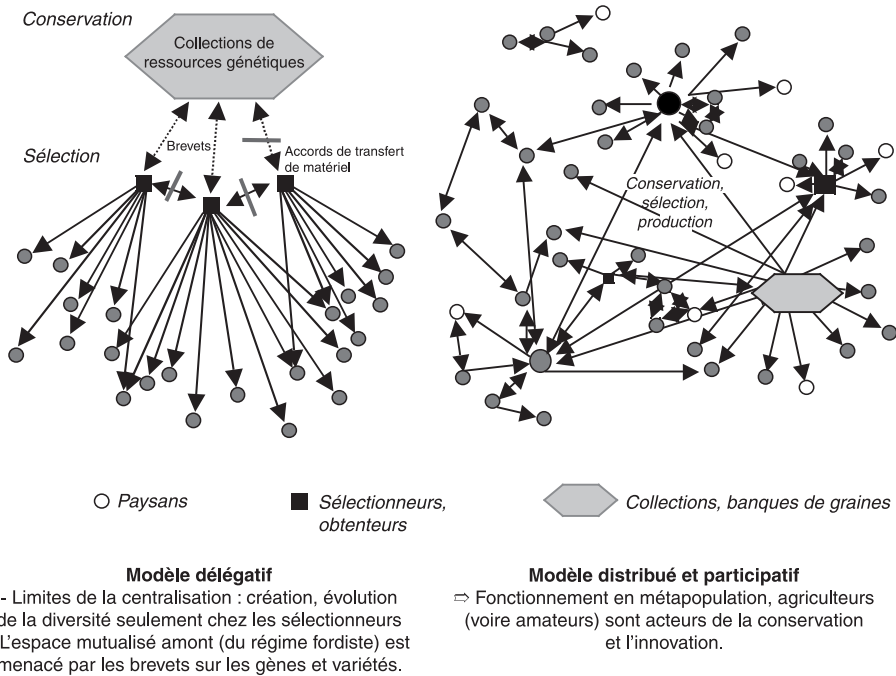 Conservation
Collections de
ressources génétiques
Brevets
Sélection
Accords de transfert
de matériel
Conservation,
sélection,
production
Paysans
Sélectionneurs,
obtenteurs
Collections, banques de graines
Modèle délégatif
- Limites de la centralisation : création, évolution
de la diversité seulement chez les sélectionneurs
L'espace mutualisé amont (du régime fordiste) est
menacé par les brevets sur les gènes et variétés.
Modèle distribué et participatif
⇨ Fonctionnement en métapopulation, agriculteurs
(voire amateurs) sont acteurs de la conservation
et l'innovation.